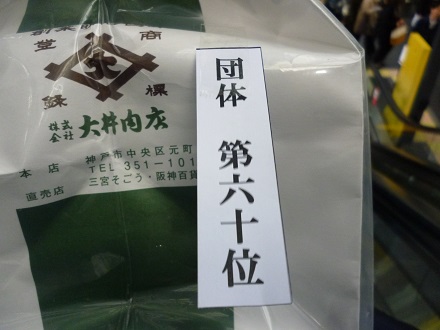 商標
登録
株式会社 大井肉店
本店 神戸市中央区元町
TEL 351-101
直売店 三宮そごう・阪神百貨
団体 第六十位